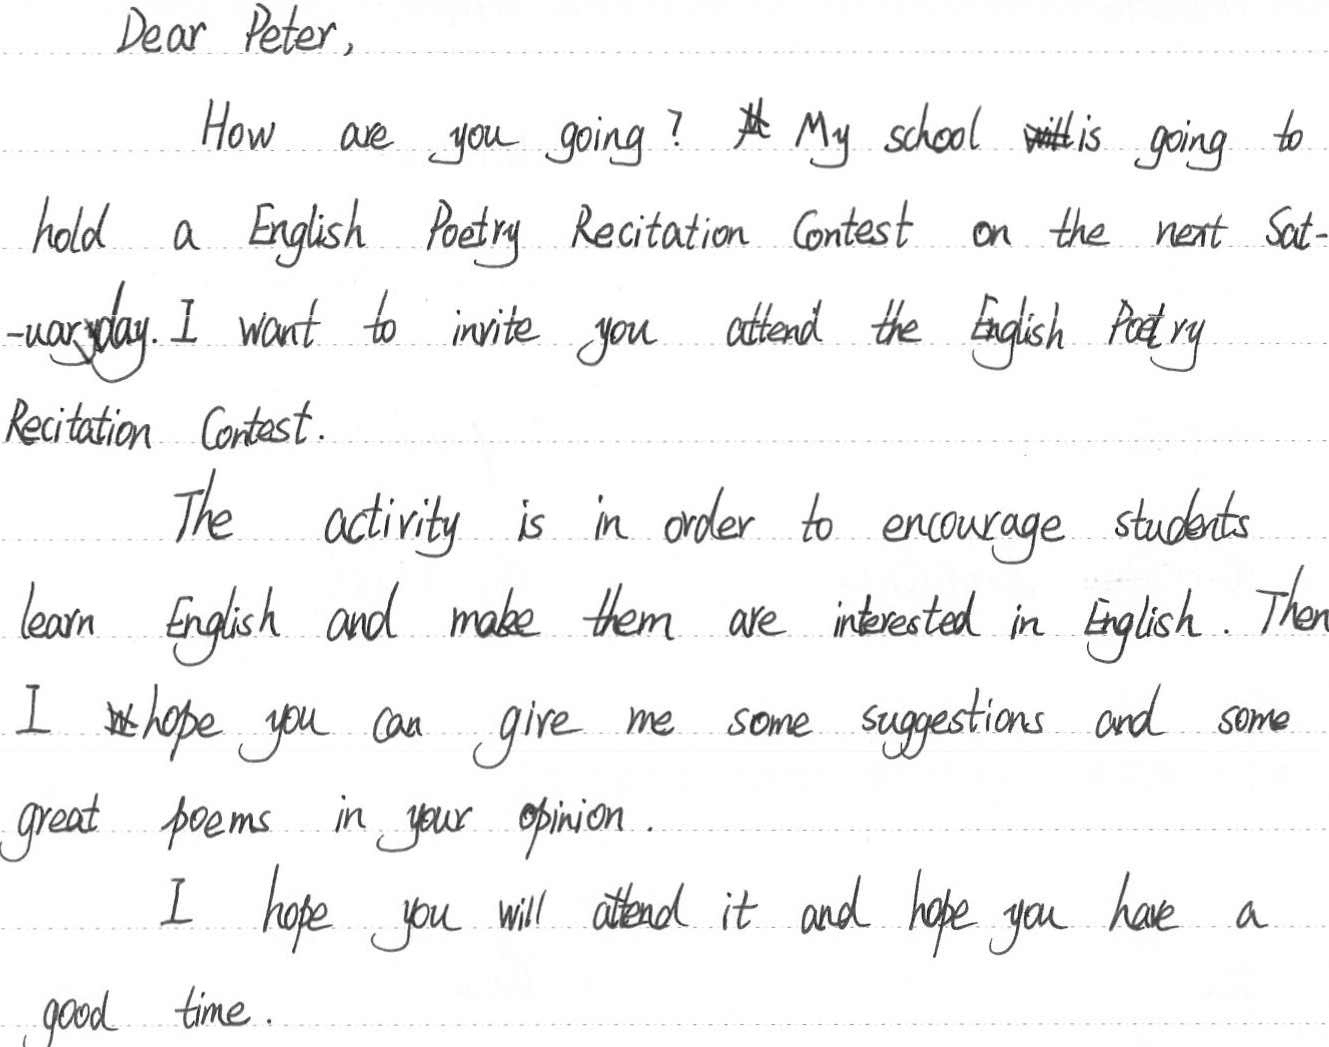 Dear Peter,
How are you going? My school is going to
hold a English Poetry Recitation Contest on the next Sat-
-uaryday. I want to invite you attend the English Poetry
Recitation Contest.
The activity is in order to encourage students
learn English and make them are interested in English. Then
I hope you can give me some suggestions and some
great poems in your opinion.
I hope you will attend it and hope you have a
good time.